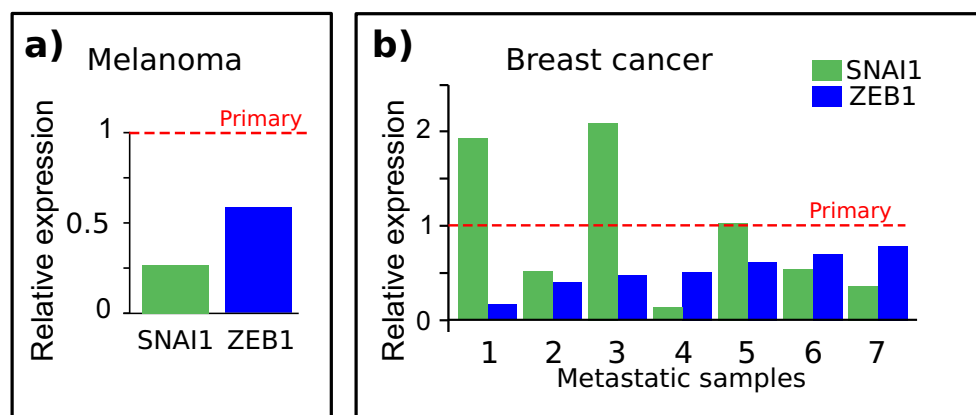 a)
Melanoma
Relative expression
Primary
1
0.5
0
SNAI1 ZEB1
b)
Breast cancer
SNAI1
ZEB1
Relative expression
2
1
0
Primary
1 2 3 4 5 6 7
Metastatic samples